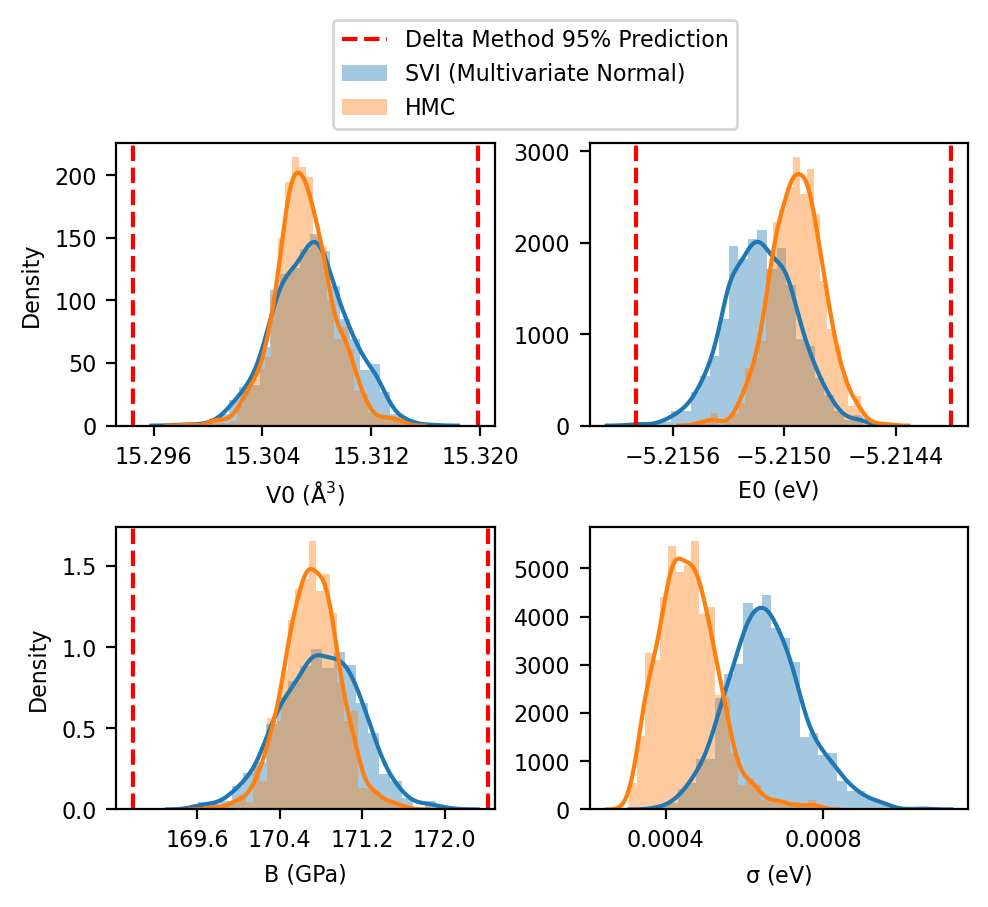 Delta Method 95% Prediction
SVI (Multivariate Normal)
HMC
Density
200
150
100
50
0
15.296 15.304 15.312 15.320
V0 (Å³)
3000
2000
1000
0
−5.2156 −5.2150 −5.2144
E0 (eV)
Density
1.5
1.0
0.5
0.0
169.6 170.4 171.2 172.0
B (GPa)
5000
4000
3000
2000
1000
0
0.0004 0.0008
σ (eV)